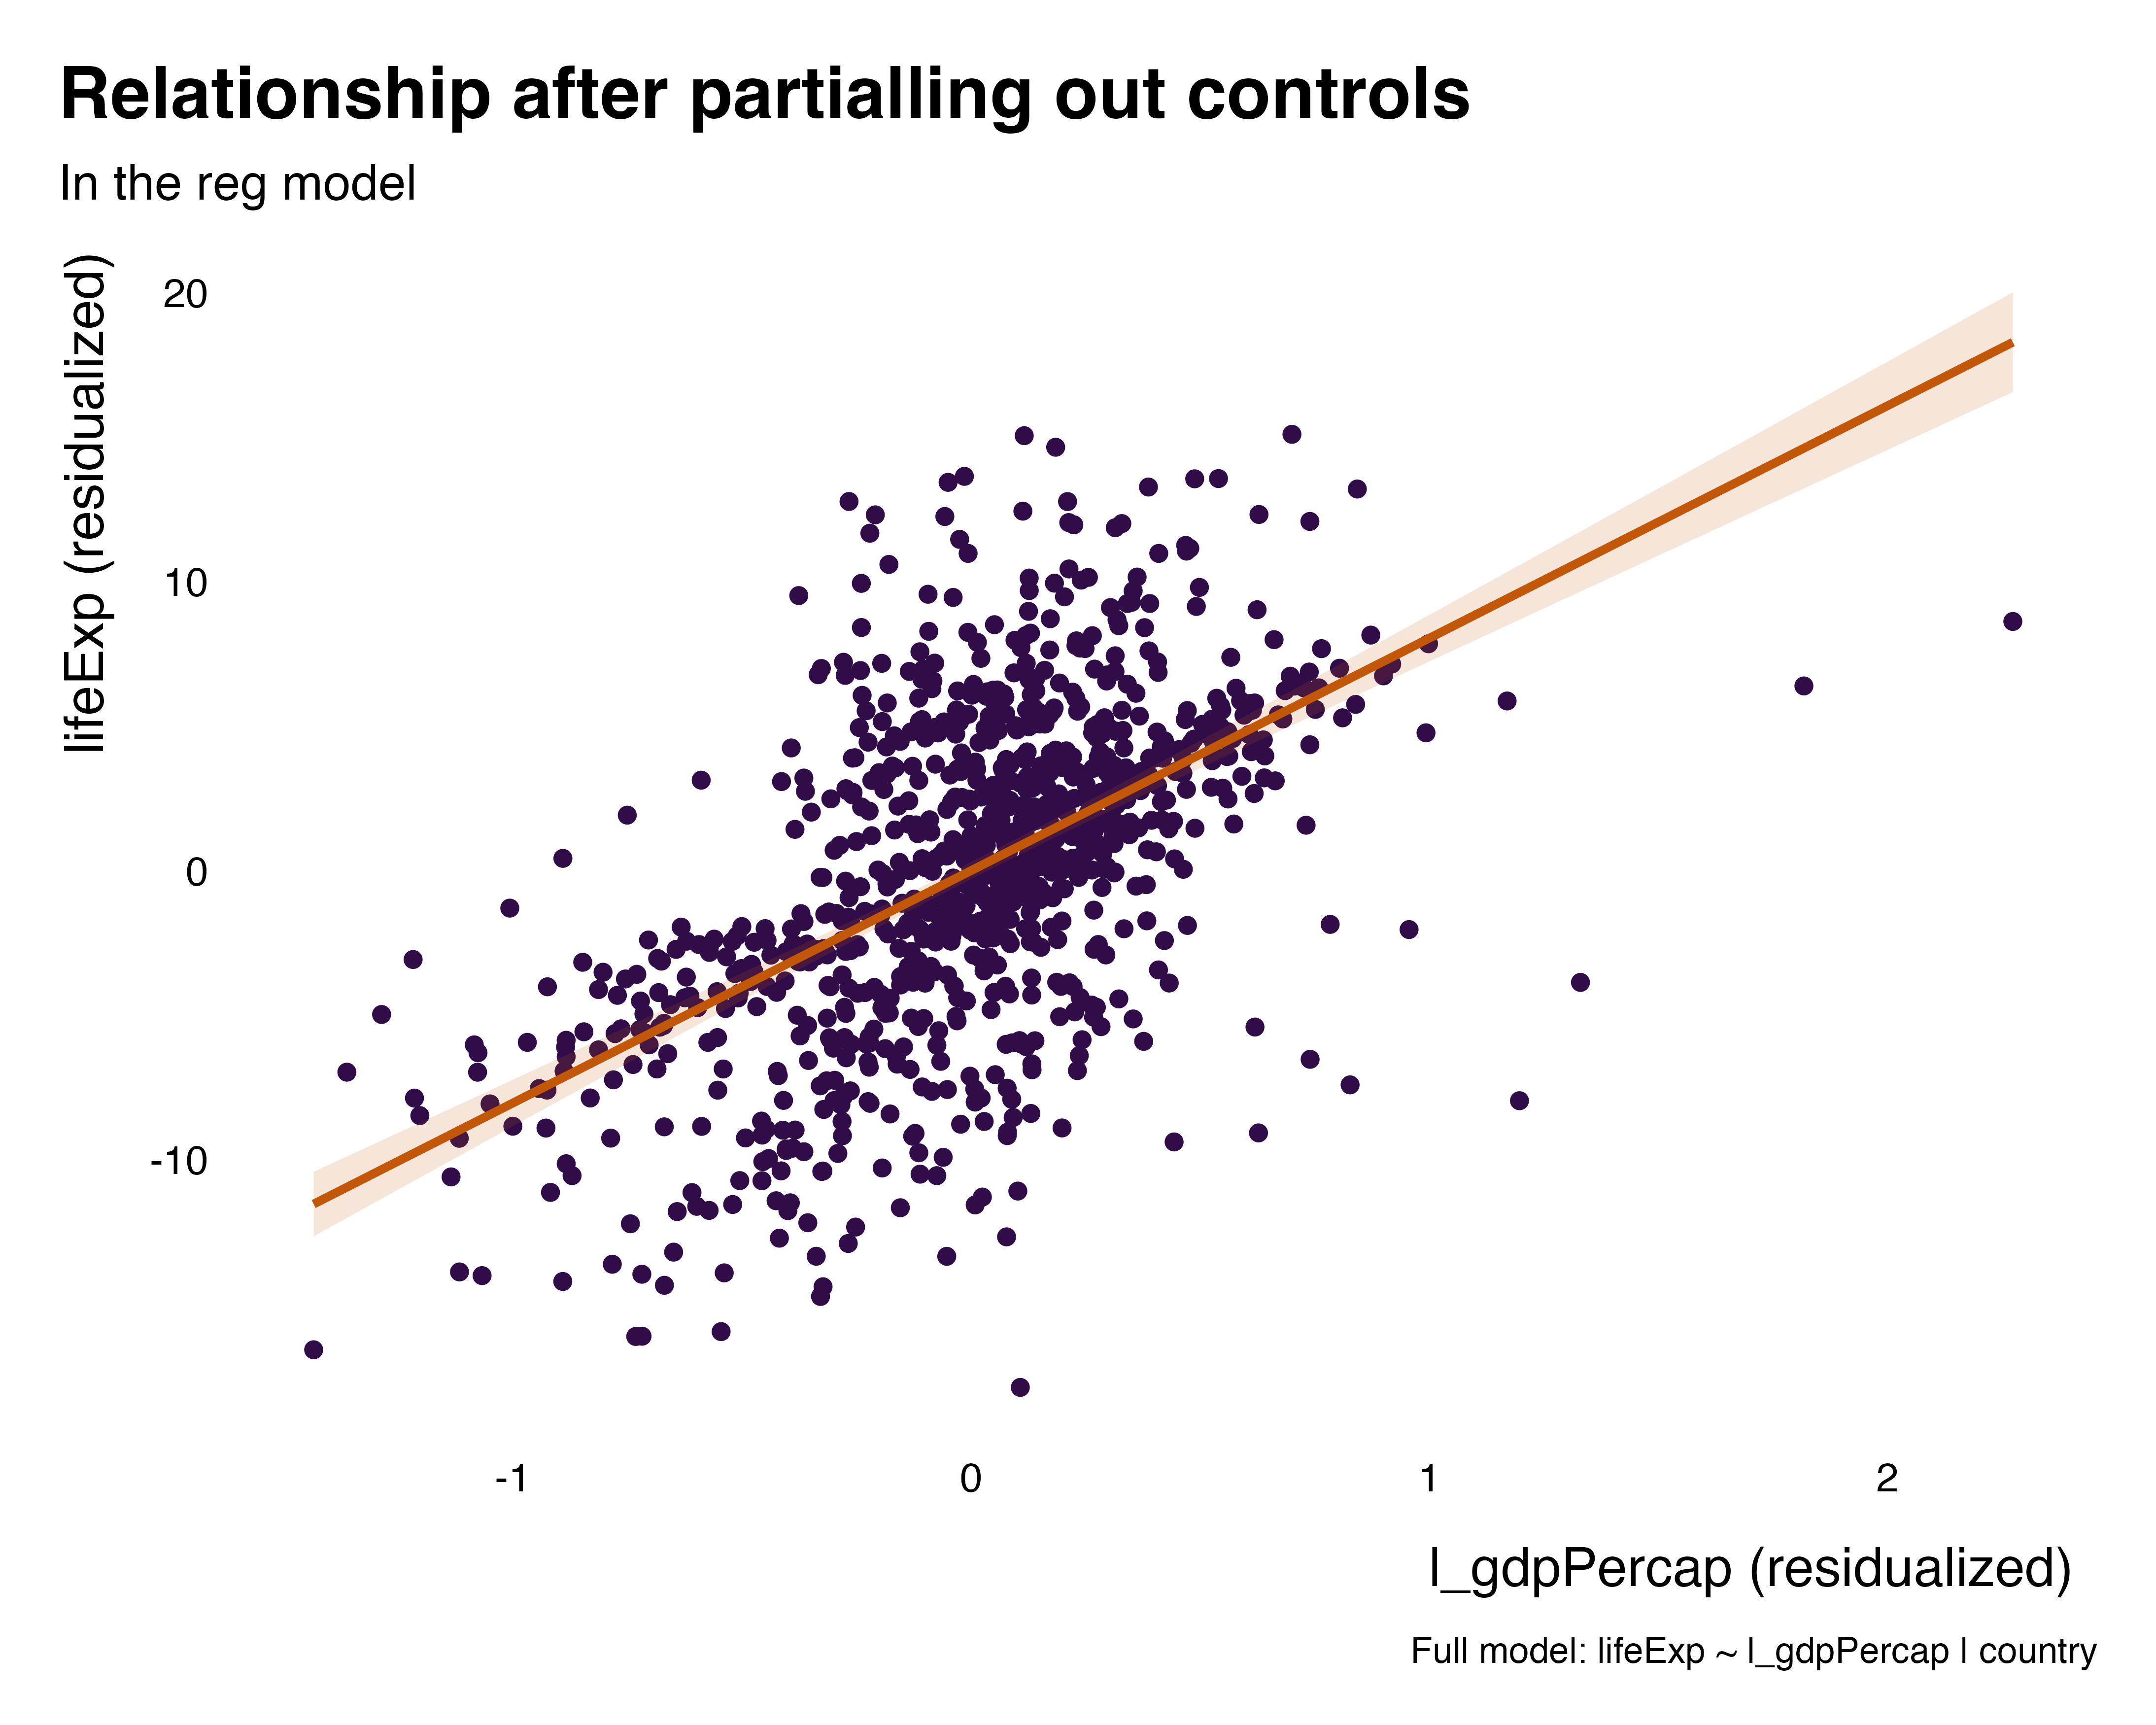 Relationship after partialling out controls
In the reg model
lifeExp (residualized)
20
10
0
-10
-1
0
1
2
l_gdpPercap (residualized)
Full model: lifeExp ~ l_gdpPercap | country